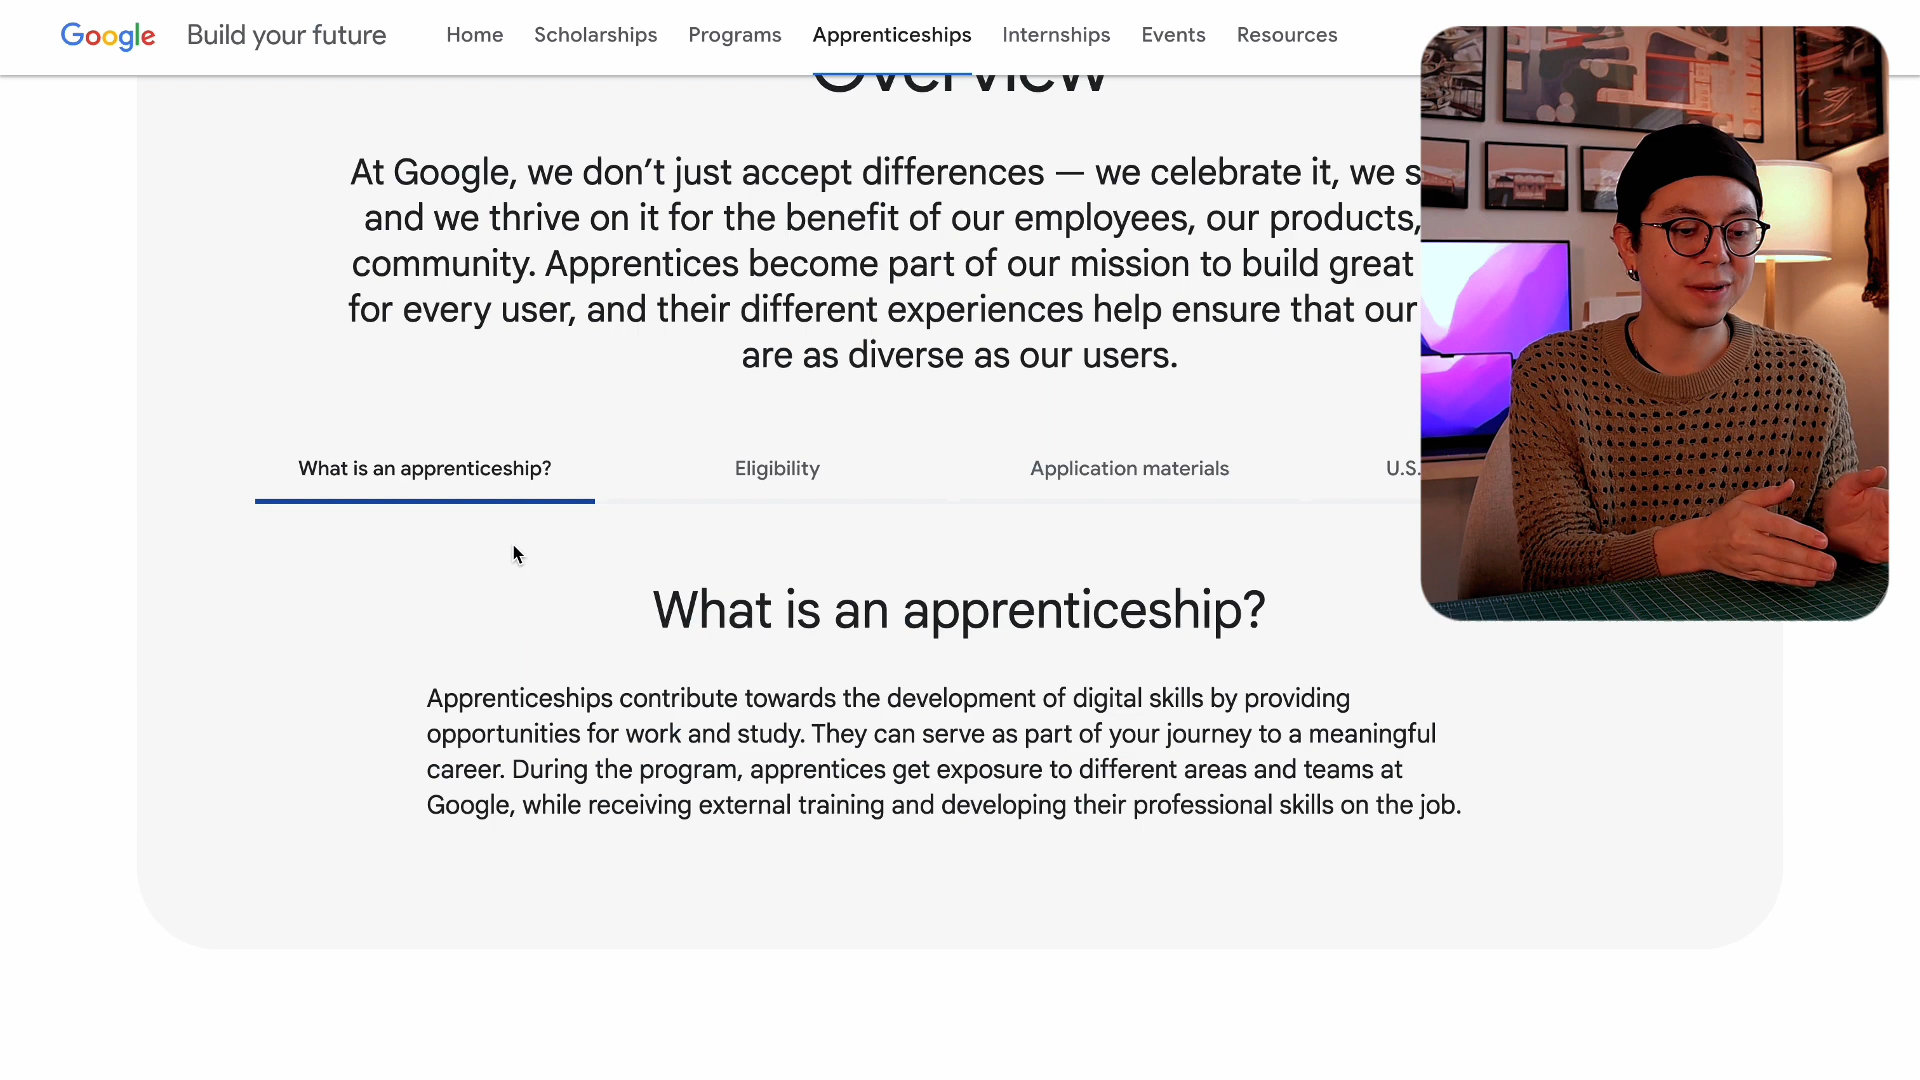 Google Build your future Home Scholarships Programs Apprenticeships Internships Events Resources
Overview
At Google, we don’t just accept differences — we celebrate it, we s
and we thrive on it for the benefit of our employees, our products,
community. Apprentices become part of our mission to build great
for every user, and their different experiences help ensure that our
are as diverse as our users.
What is an apprenticeship? Eligibility Application materials U.S.
What is an apprenticeship?
Apprenticeships contribute towards the development of digital skills by providing
opportunities for work and study. They can serve as part of your journey to a meaningful
career. During the program, apprentices get exposure to different areas and teams at
Google, while receiving external training and developing their professional skills on the job.